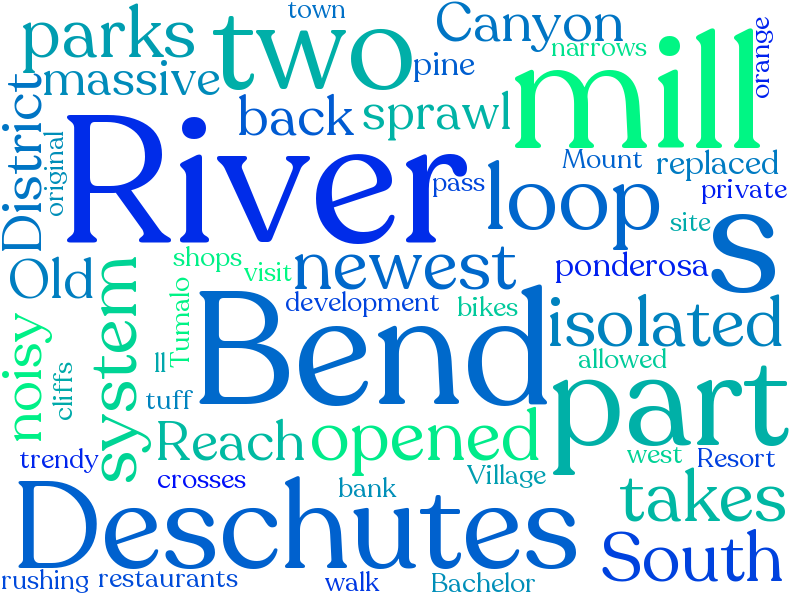 town
Canyon
parks
two
narrows
orange
massive
pine
mill
District
back
sprawl
original
River
Mount
replaced
pass
loop
private
site
s
shops
visit
newest
ponderosa
Old
system
Tumalo
development
bikes
isolated
noisy
Bend
allowed
ll
cliffs
tuff
part
Reach
opened
trendy
crosses
Village
west
Resort
bank
takes
Deschutes
South
rushing
restaurants
walk
Bachelor